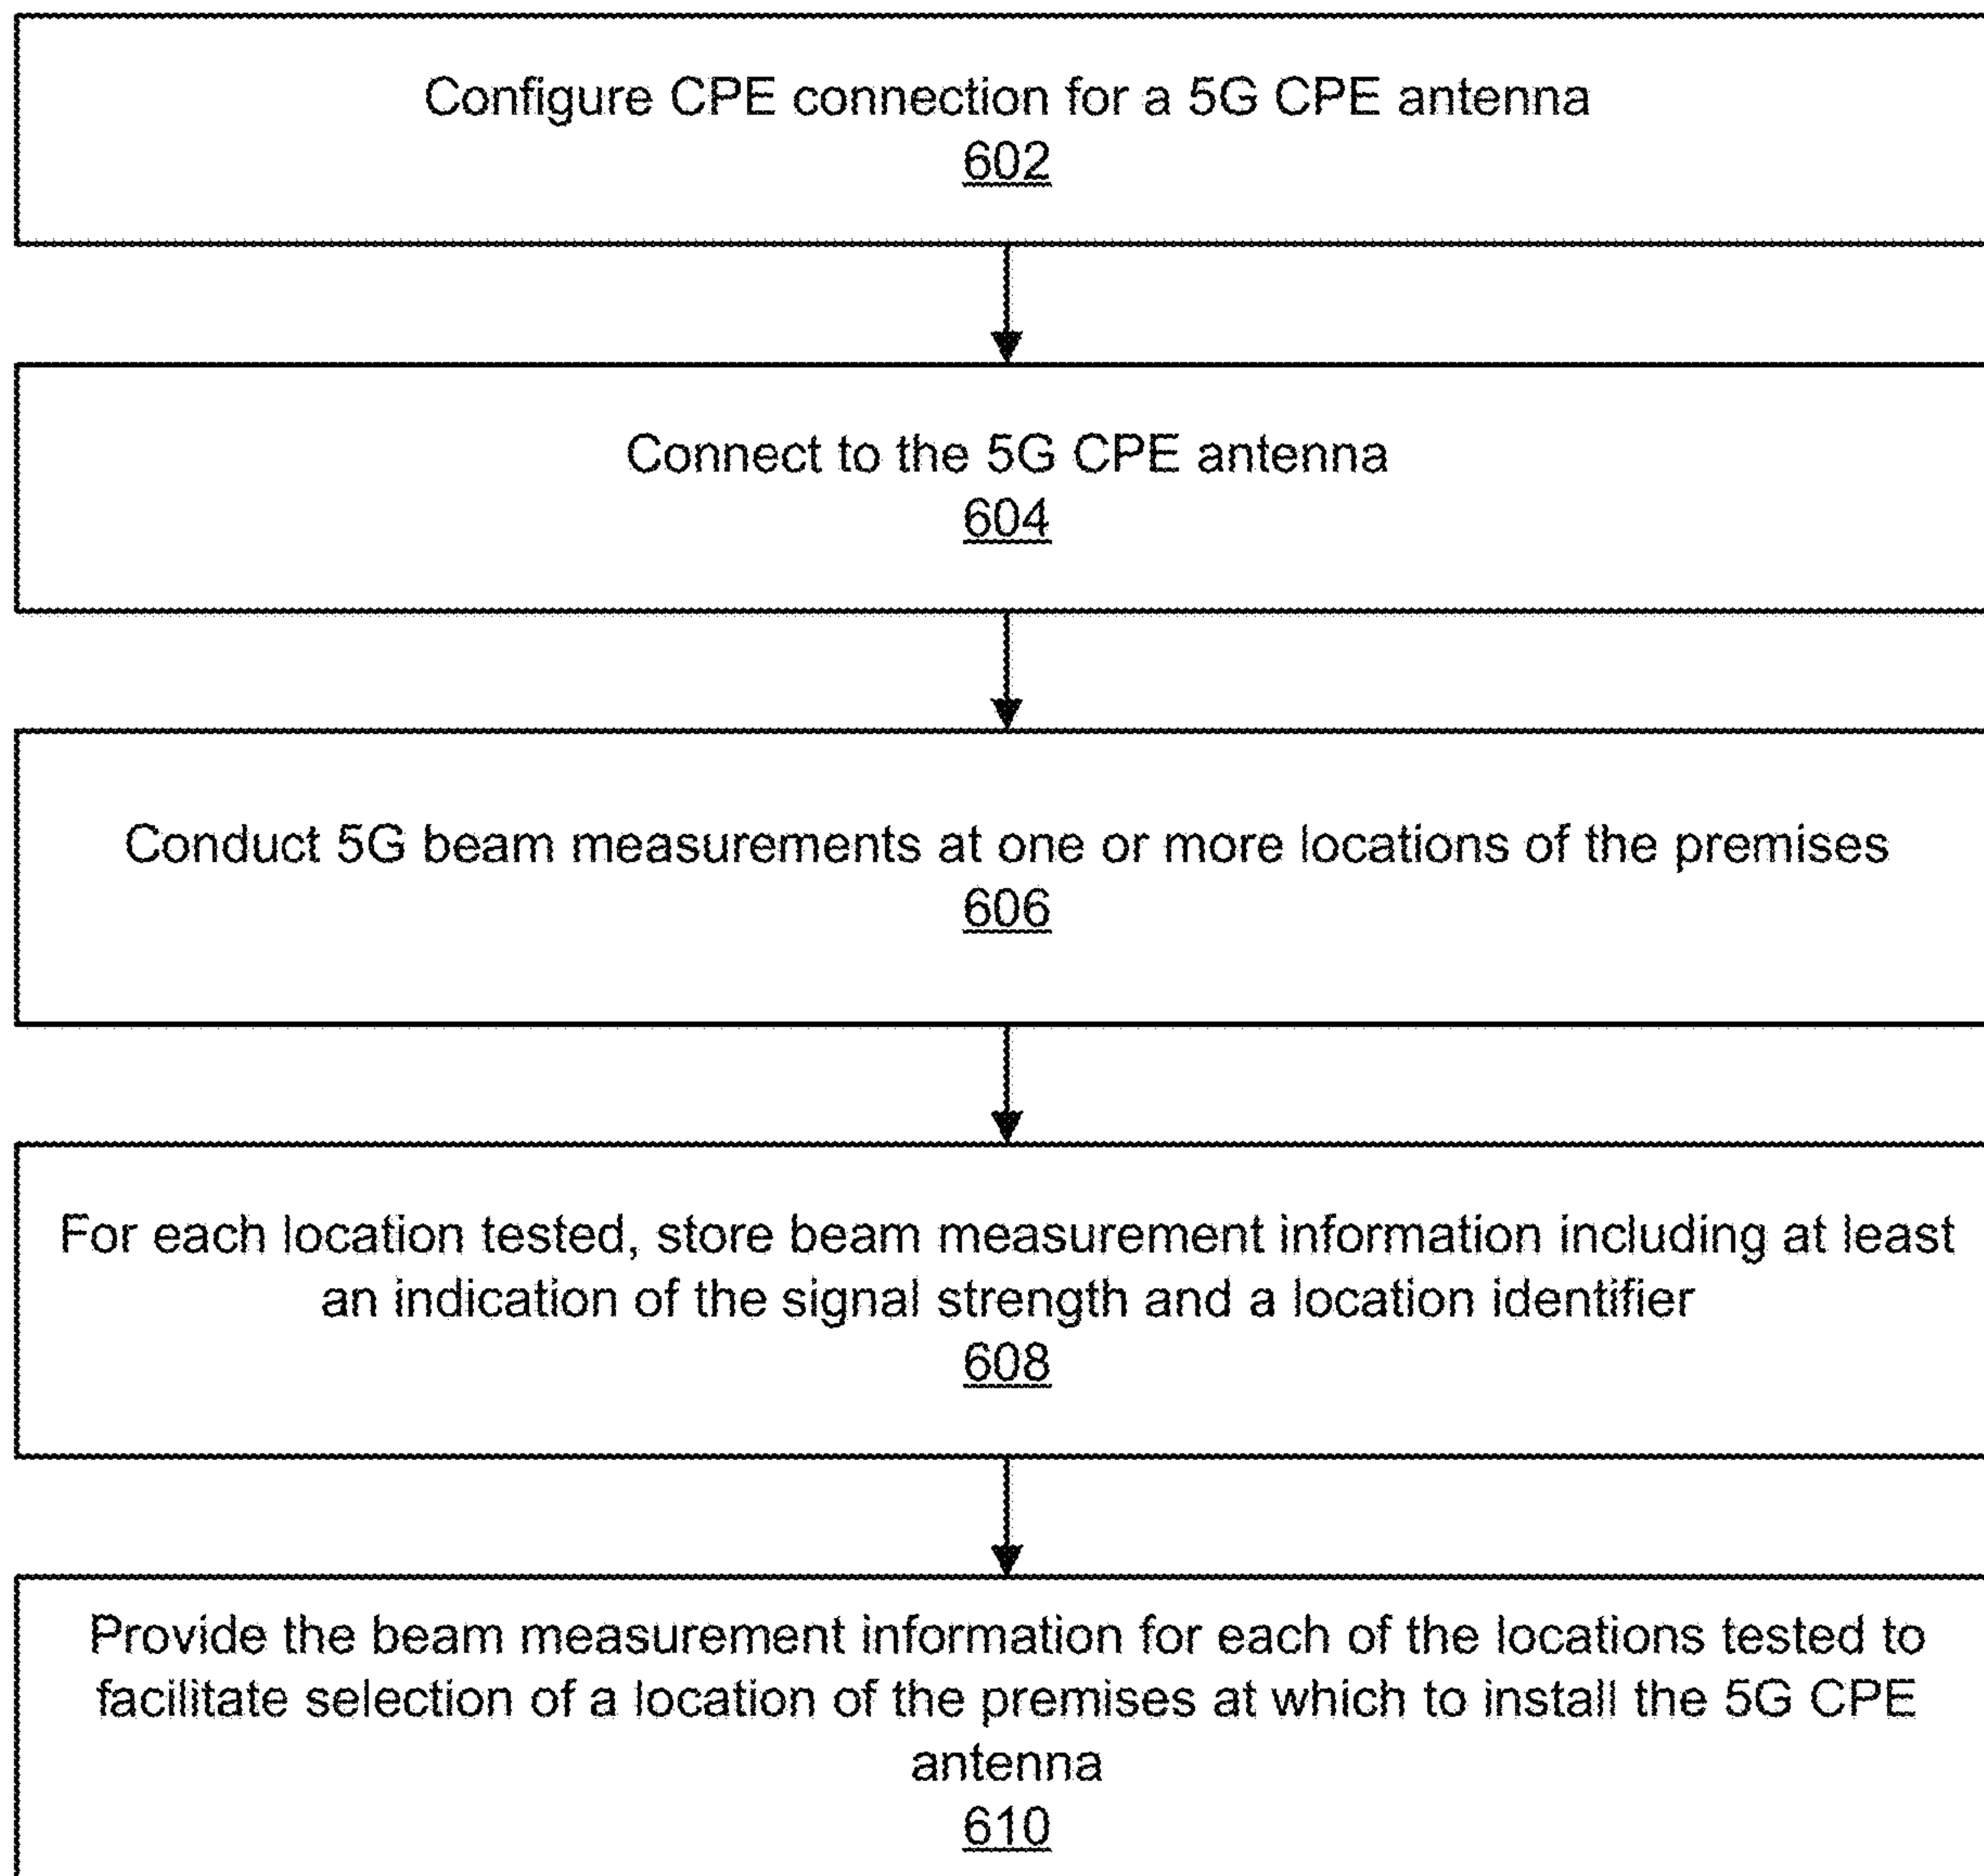 Configure CPE connection for a 5G CPE antenna
602
Connect to the 5G CPE antenna
604
Conduct 5G beam measurements at one or more locations of the premises
606
For each location tested, store beam measurement information including at least
an indication of the signal strength and a location identifier
608
Provide the beam measurement information for each of the locations tested to
facilitate selection of a location of the premises at which to install the 5G CPE
antenna
610